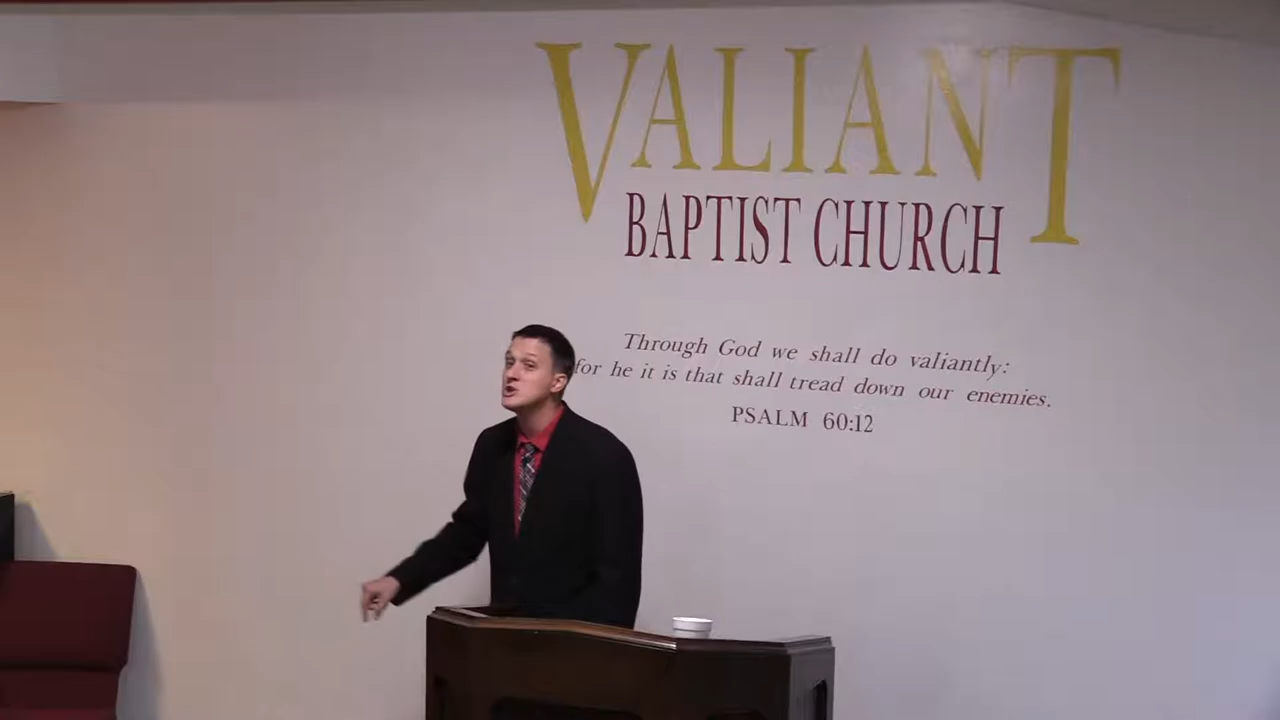 VALIANT
BAPTIST CHURCH
Through God we shall do valiantly:
for he it is that shall tread down our enemies.
PSALM 60:12